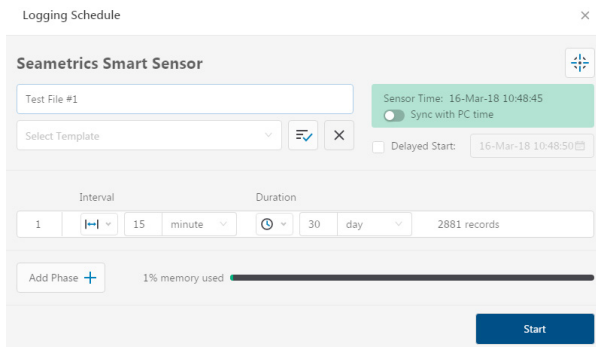 Logging Schedule
Seametrics Smart Sensor
Test File #1
Sensor Time: 16-Mar-18 10:48:45
Sync with PC time
Select Template
Delayed Start: 16-Mar-18 10:48:50
Interval Duration
1 15 minute 30 day 2881 records
Add Phase + 1% memory used
Start